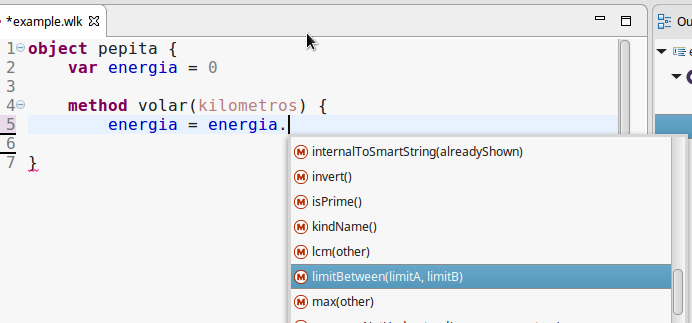 *example.wlk
Ou
1 object pepita {
2 var energia = 0
3
4 method volar(kilometros) {
5 energia = energia.
6
7 }
internalToSmartString(alreadyShown)
invert()
isPrime()
kindName()
lcm(other)
limitBetween(limitA, limitB)
max(other)